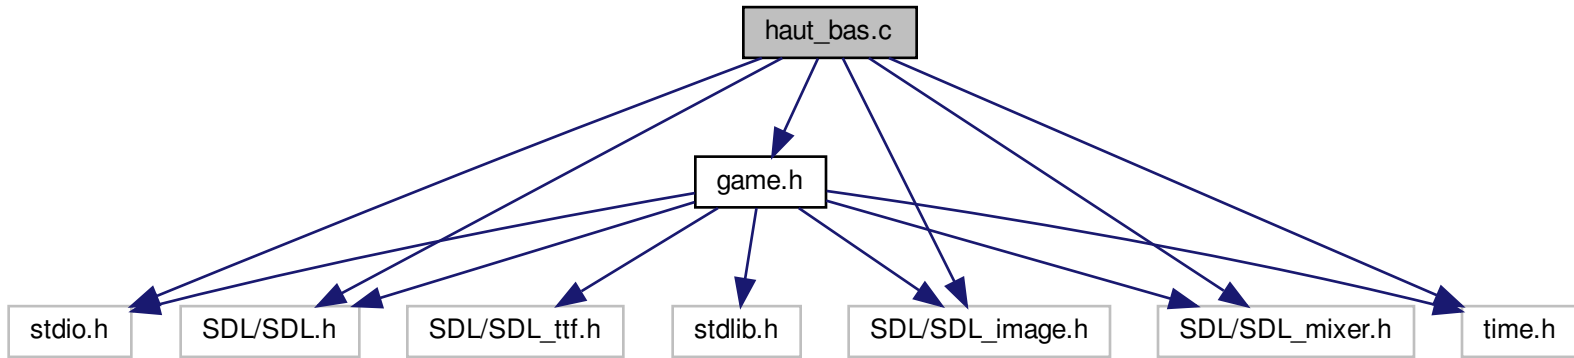 haut_bas.c
game.h
stdio.h
SDL/SDL.h
SDL/SDL_ttf.h
stdlib.h
SDL/SDL_image.h
SDL/SDL_mixer.h
time.h